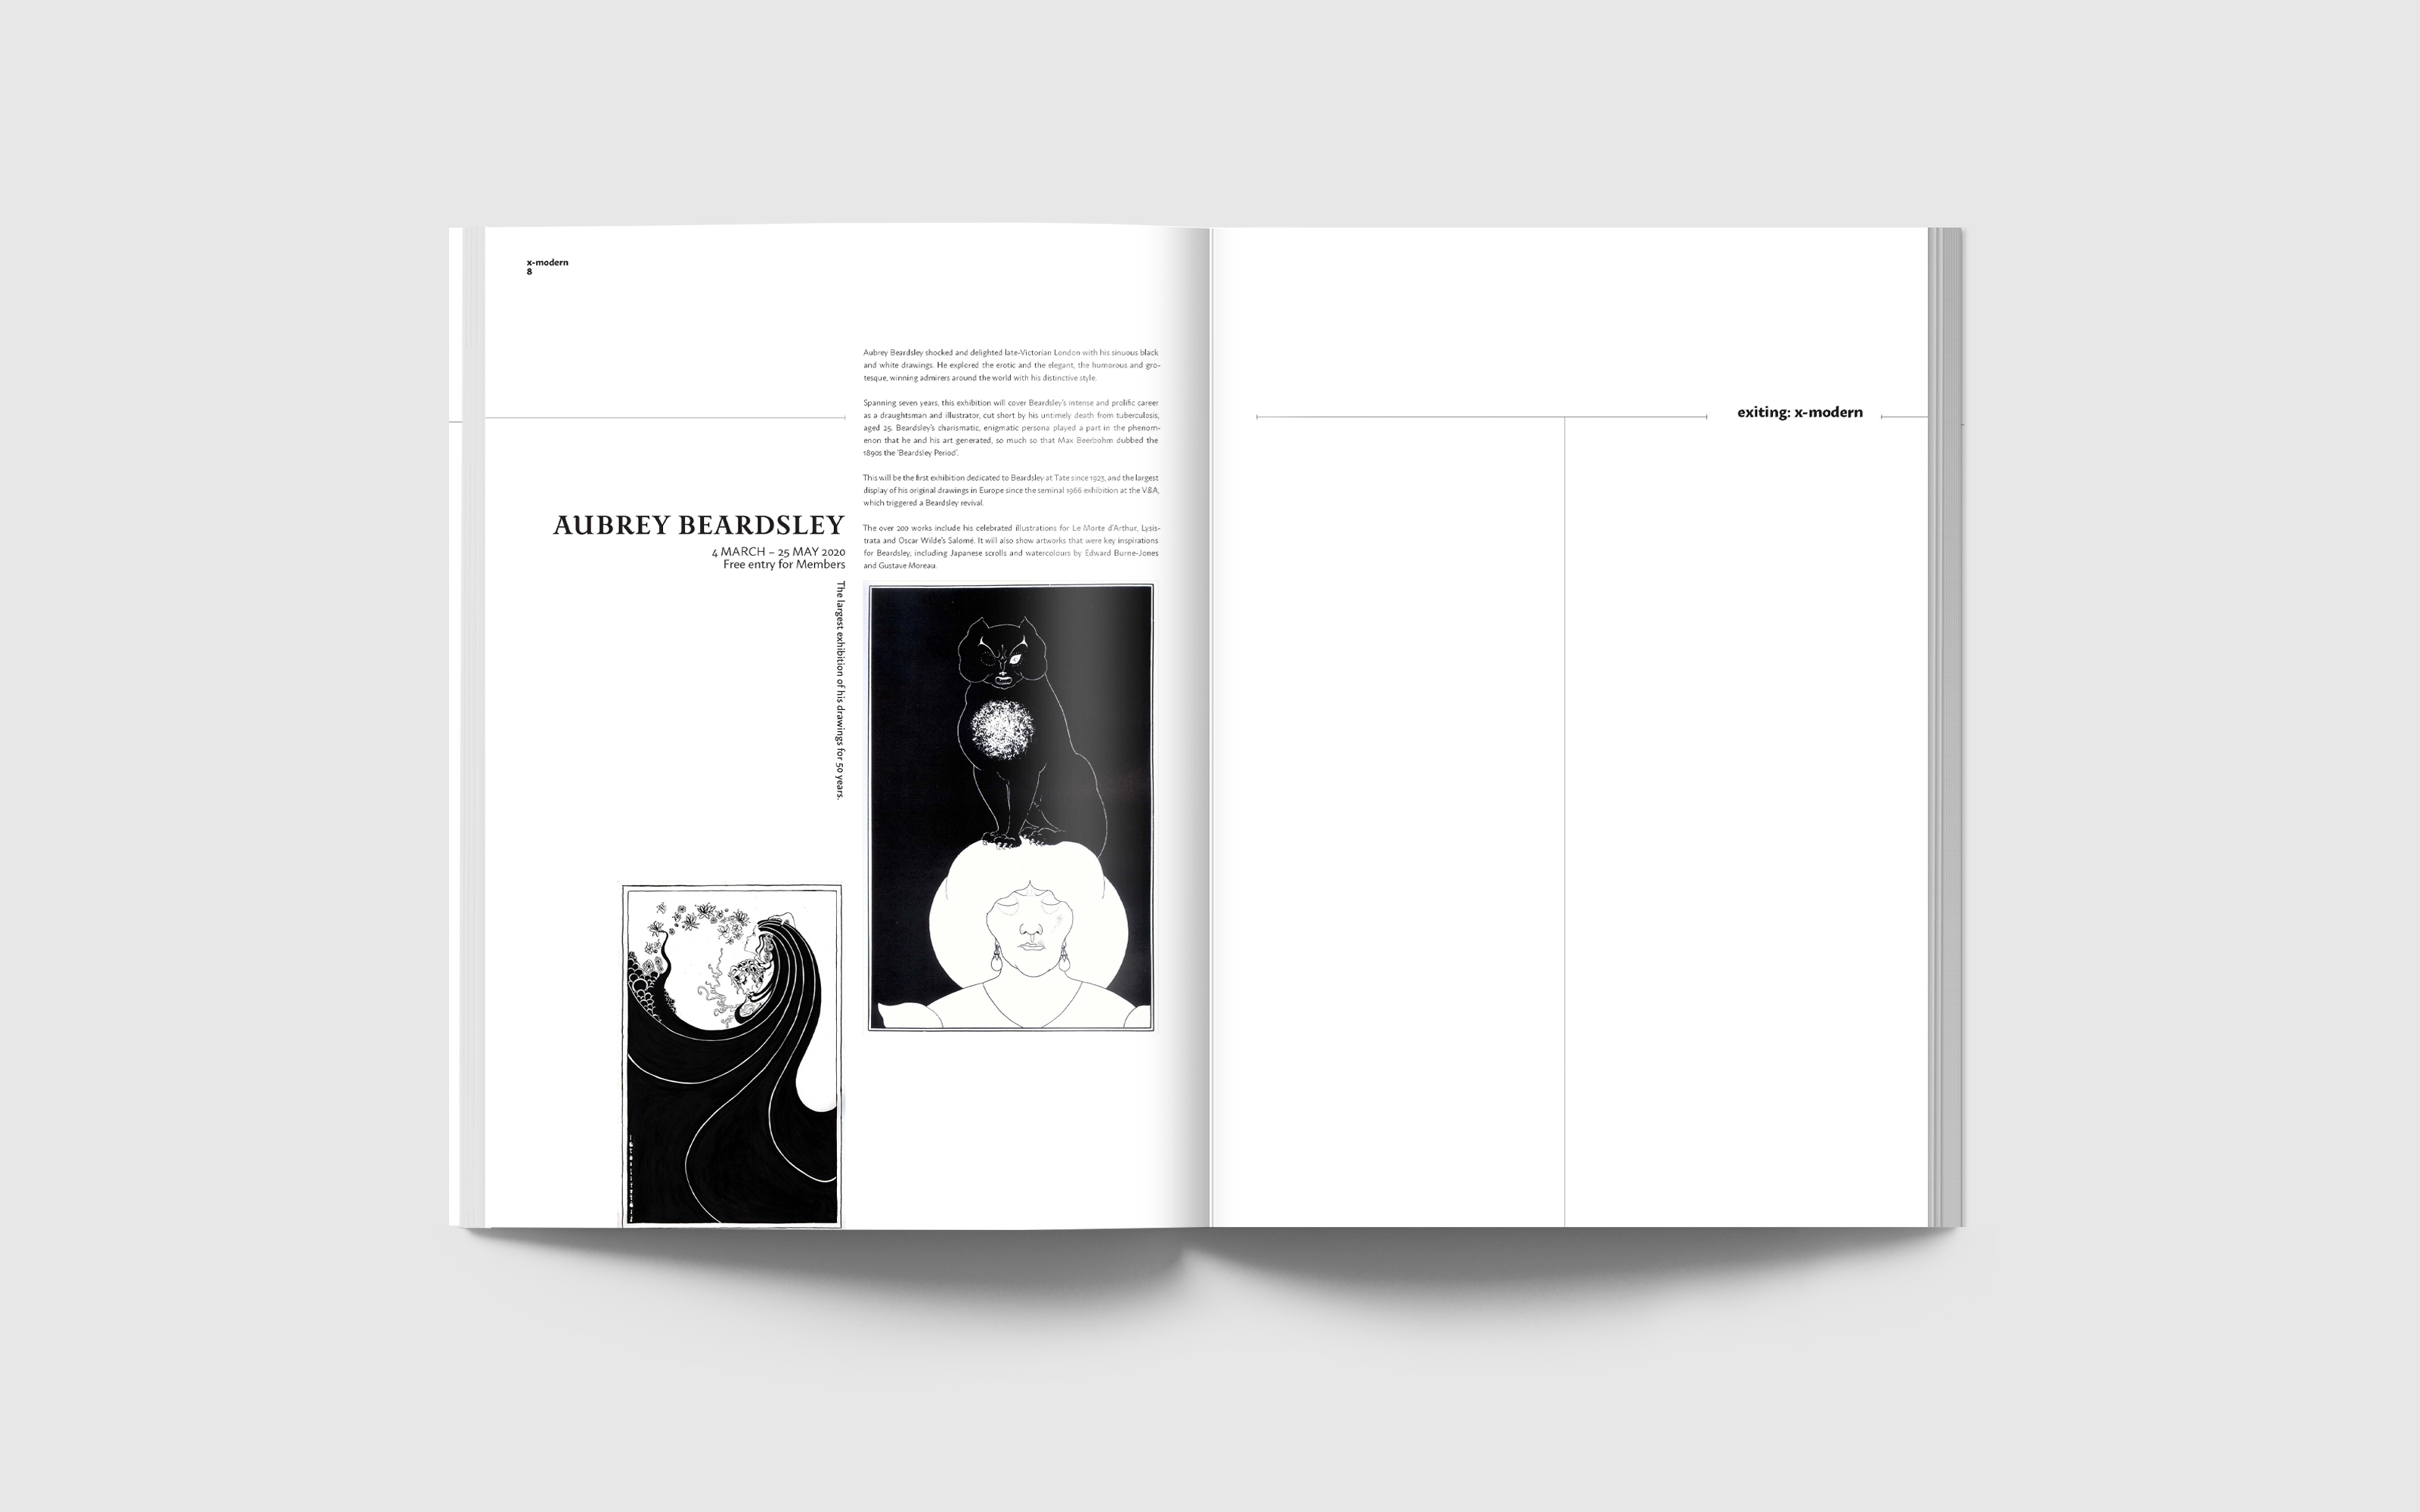 x-modern
8
Aubrey Beardsley shocked and delighted late-Victorian London with his sinuous black
and white drawings. He explored the erotic and the elegant, the humorous and gro-
tesque, winning admirers around the world with his distinctive style.
Spanning seven years, this exhibition will cover Beardsley's intense and prolific career
as a draughtsman and illustrator, cut short by his untimely death from tuberculosis,
aged 25. Beardsley's charismatic, enigmatic persona played a part in the phenom-
enon that he and his art generated, so much so that Max Beerbohm dubbed the
1890s the 'Beardsley Period'.
This will be the first exhibition dedicated to Beardsley at Tate since 1923, and the largest
display of his original drawings in Europe since the seminal 1966 exhibition at the V&A,
which triggered a Beardsley revival.
The over 200 works include his celebrated illustrations for Le Morte d'Arthur, Lysis-
trata and Oscar Wilde's Salomé. It will also show artworks that were key inspirations
for Beardsley, including Japanese scrolls and watercolours by Edward Burne-Jones
and Gustave Moreau.
AUBREY BEARDSLEY
4 MARCH – 25 MAY 2020
Free entry for Members
The largest exhibition of his drawings for 50 years.
exiting: x-modern